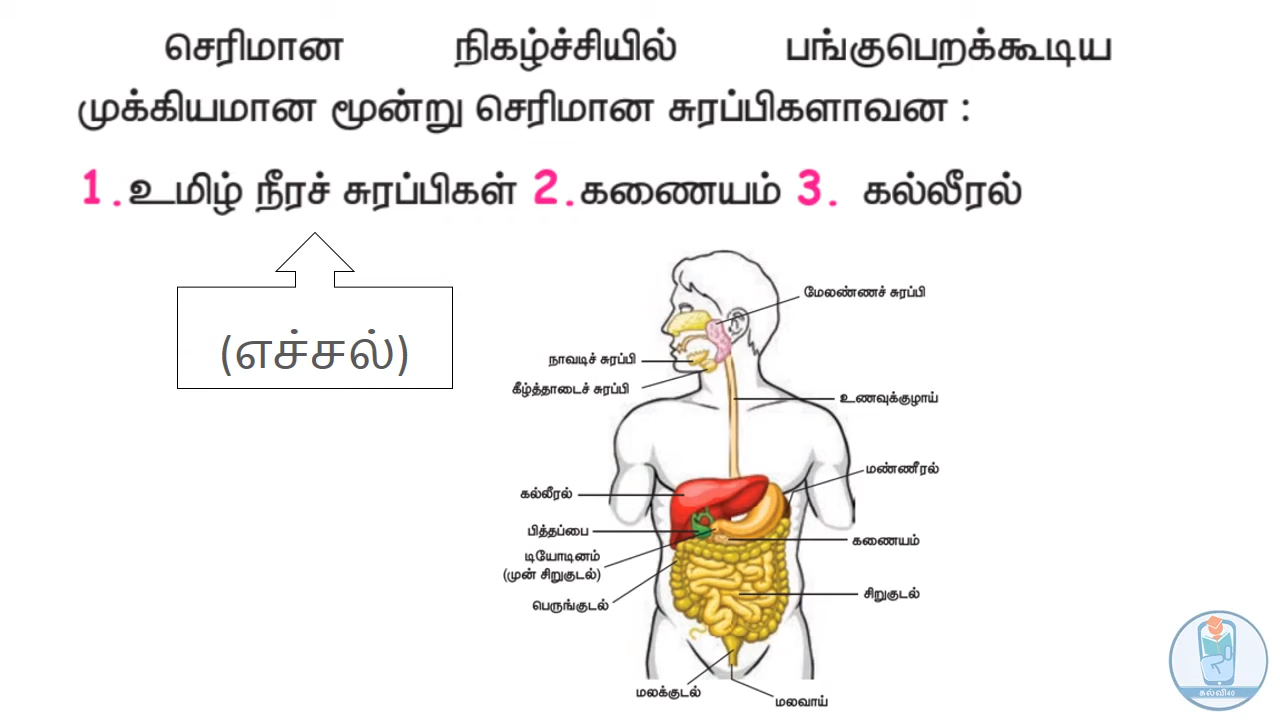 செரிமான நிகழ்ச்சியில் பங்குபெறக்கூடிய
முக்கியமான மூன்று செரிமான சுரப்பிகளாவன :
1.உமிழ் நீரச் சுரப்பிகள் 2.கணையம் 3. கல்லீரல்
(எச்சல்)
மேலண்ணச் சுரப்பி
நாவடிச் சுரப்பி
கீழ்த்தாடைச் சுரப்பி
உணவுக்குழாய்
மண்ணீரல்
கல்லீரல்
பித்தப்பை
கணையம்
டியோடினம்
(முன் சிறுகுடல்)
சிறுகுடல்
பெருங்குடல்
மலக்குடல்
மலவாய்
கல்வி40